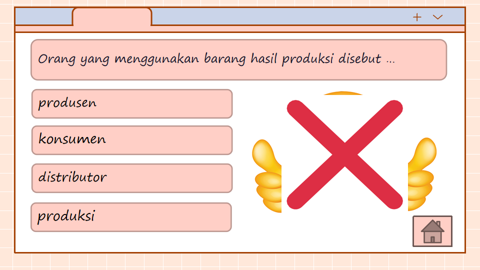 Orang yang menggunakan barang hasil produksi disebut ...
produsen
konsumen
distributor
produksi